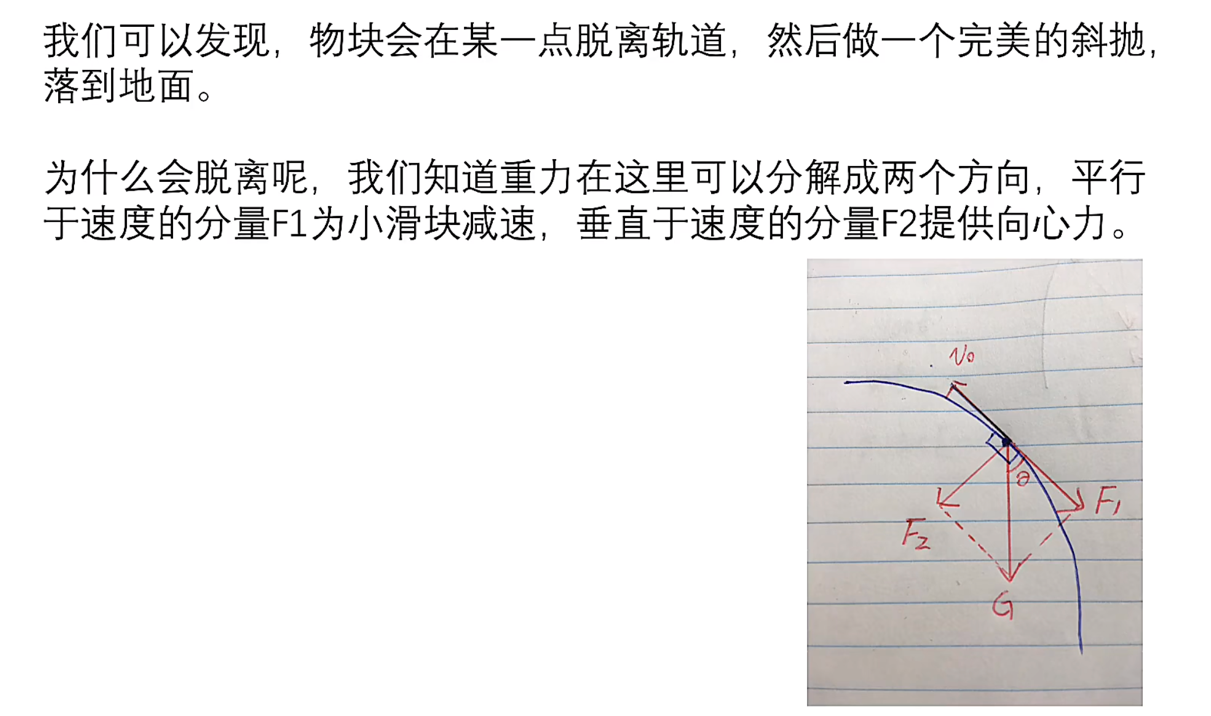 我们可以发现，物块会在某一点脱离轨道，然后做一个完美的斜抛，
落到地面。
为什么会脱离呢，我们知道重力在这里可以分解成两个方向，平行
于速度的分量F1为小滑块减速，垂直于速度的分量F2提供向心力。
V₀
θ
F₁
F₂
G